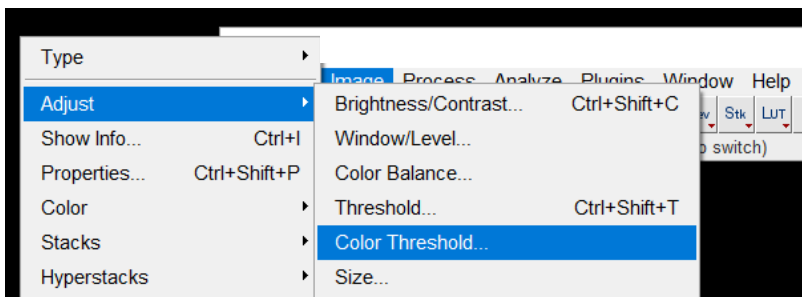 Image Process Analyze Plugins Window Help
Stk LUT
switch)
Type
Adjust
Show Info... Ctrl+I
Properties... Ctrl+Shift+P
Color
Stacks
Hyperstacks
Brightness/Contrast... Ctrl+Shift+C
Window/Level...
Color Balance...
Threshold... Ctrl+Shift+T
Color Threshold...
Size...